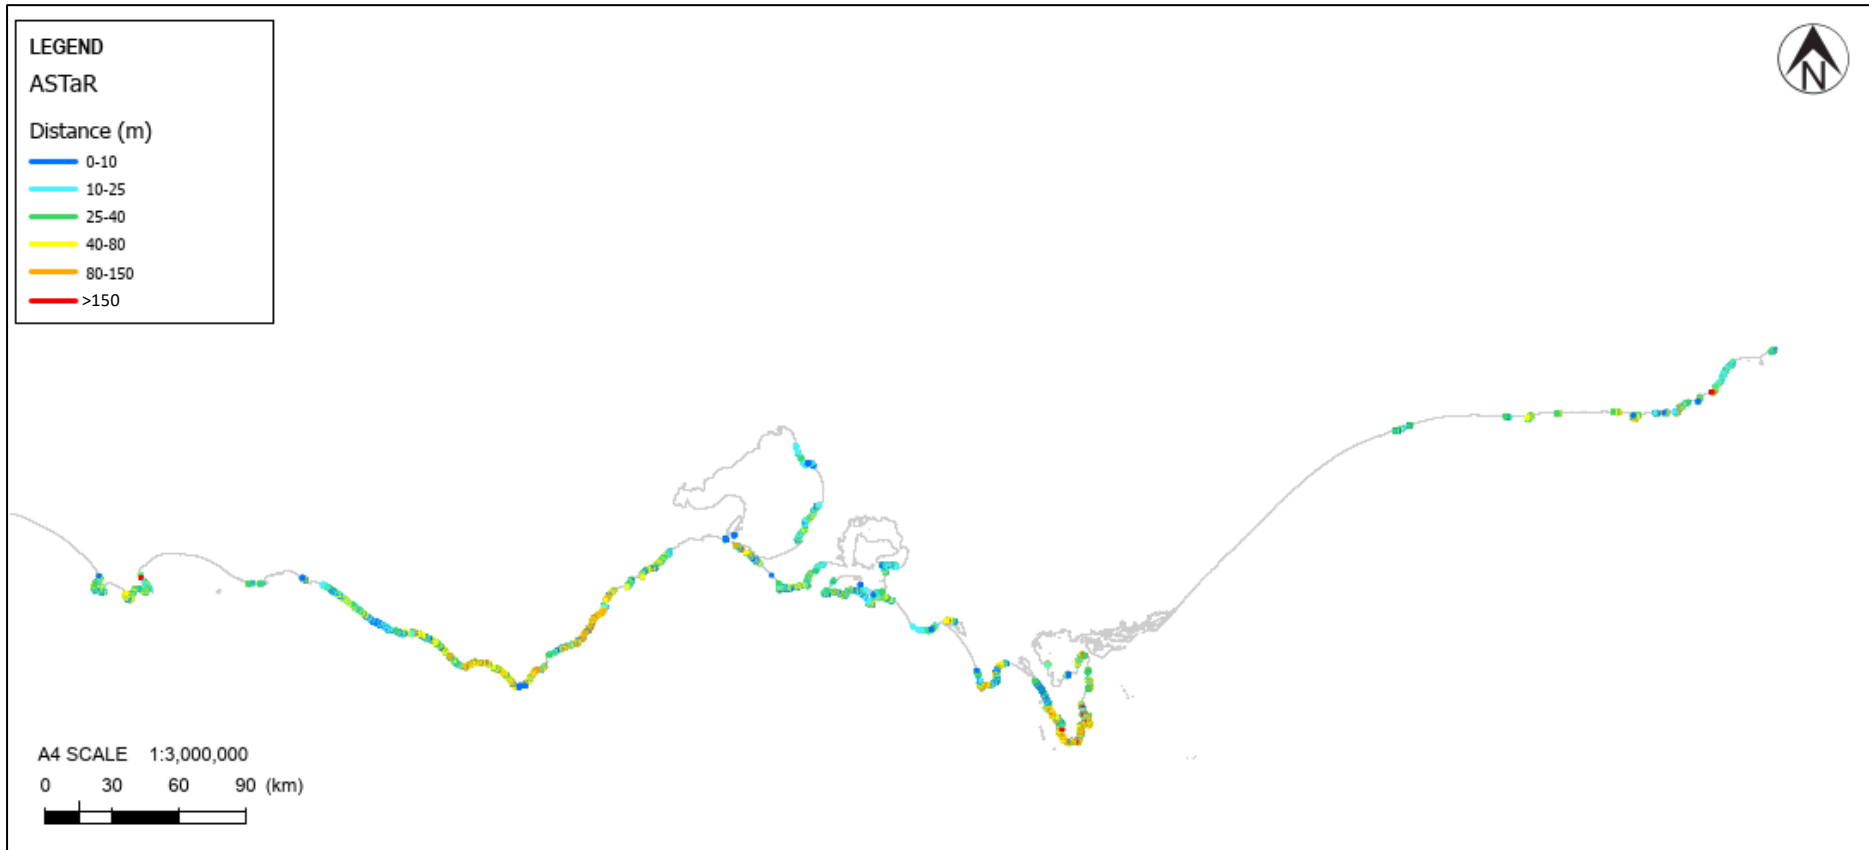 LEGEND
ASTaR
Distance (m)
0-10
10-25
25-40
40-80
80-150
>150
N
A4 SCALE 1:3,000,000
0 30 60 90 (km)